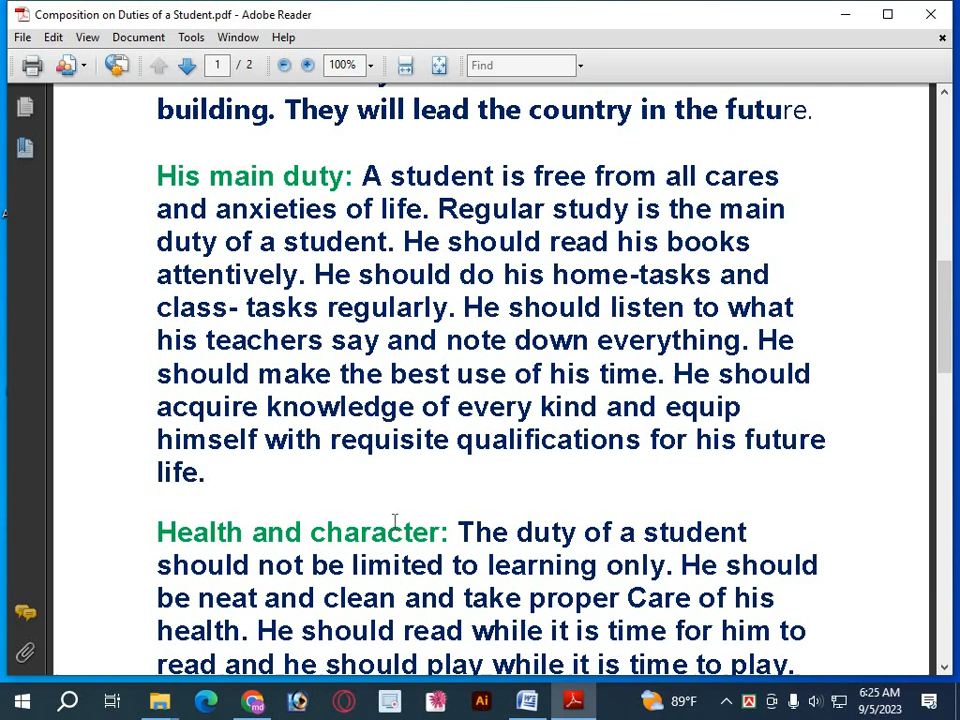 Composition on Duties of a Student.pdf - Adobe Reader
File Edit View Document Tools Window Help
1 / 2 100% Find
building. They will lead the country in the future.
His main duty: A student is free from all cares
and anxieties of life. Regular study is the main
duty of a student. He should read his books
attentively. He should do his home-tasks and
class- tasks regularly. He should listen to what
his teachers say and note down everything. He
should make the best use of his time. He should
acquire knowledge of every kind and equip
himself with requisite qualifications for his future
life.
Health and character: The duty of a student
should not be limited to learning only. He should
be neat and clean and take proper Care of his
health. He should read while it is time for him to
read and he should play while it is time to play.
md Ai W 89°F 6:25 AM
9/5/2023